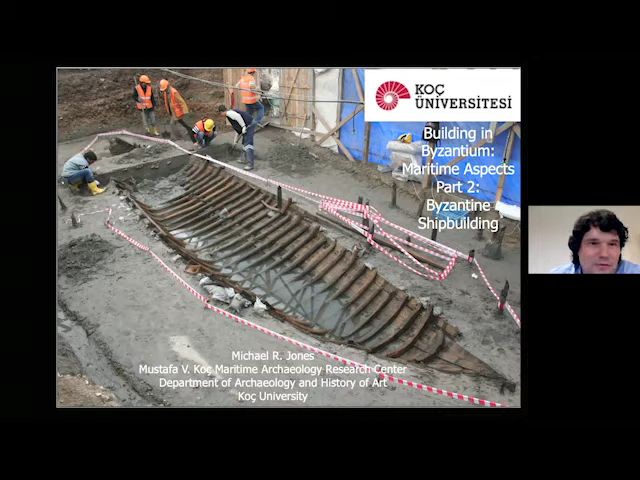 KOÇ
ÜNİVERSİTESİ
Building in
Byzantium:
Maritime Aspects
Part 2:
Byzantine
Shipbuilding
Michael R. Jones
Mustafa V. Koç Maritime Archaeology Research Center
Department of Archaeology and History of Art
Koç University